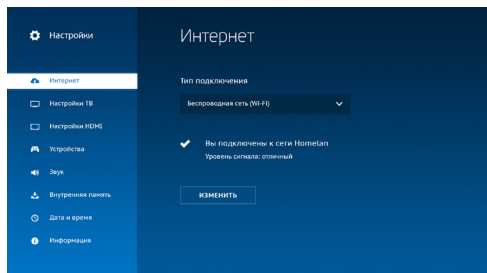 Настройки
Интернет
Интернет
Настройки ТВ
Настройки HDMI
Устройства
Звук
Внутренняя память
Дата и время
Информация
Тип подключения
Беспроводная сеть (Wi-Fi)
Вы подключены к сети Homelan
Уровень сигнала: отличный
ИЗМЕНИТЬ